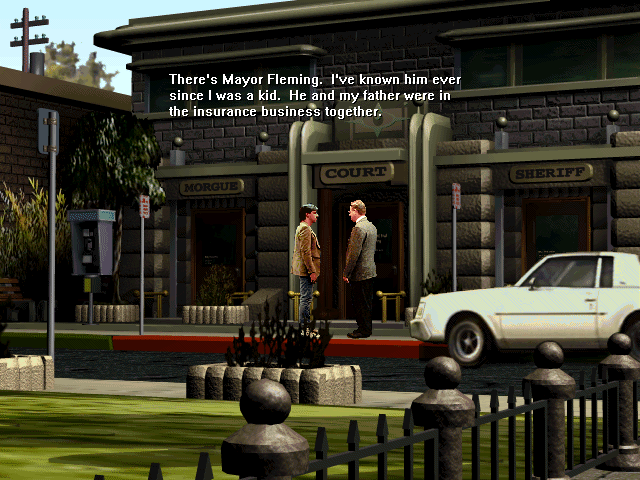 There's Mayor Fleming.  I've known him ever
since I was a kid.  He and my father were in
the insurance business together.
MORGUE
COURT
SHERIFF